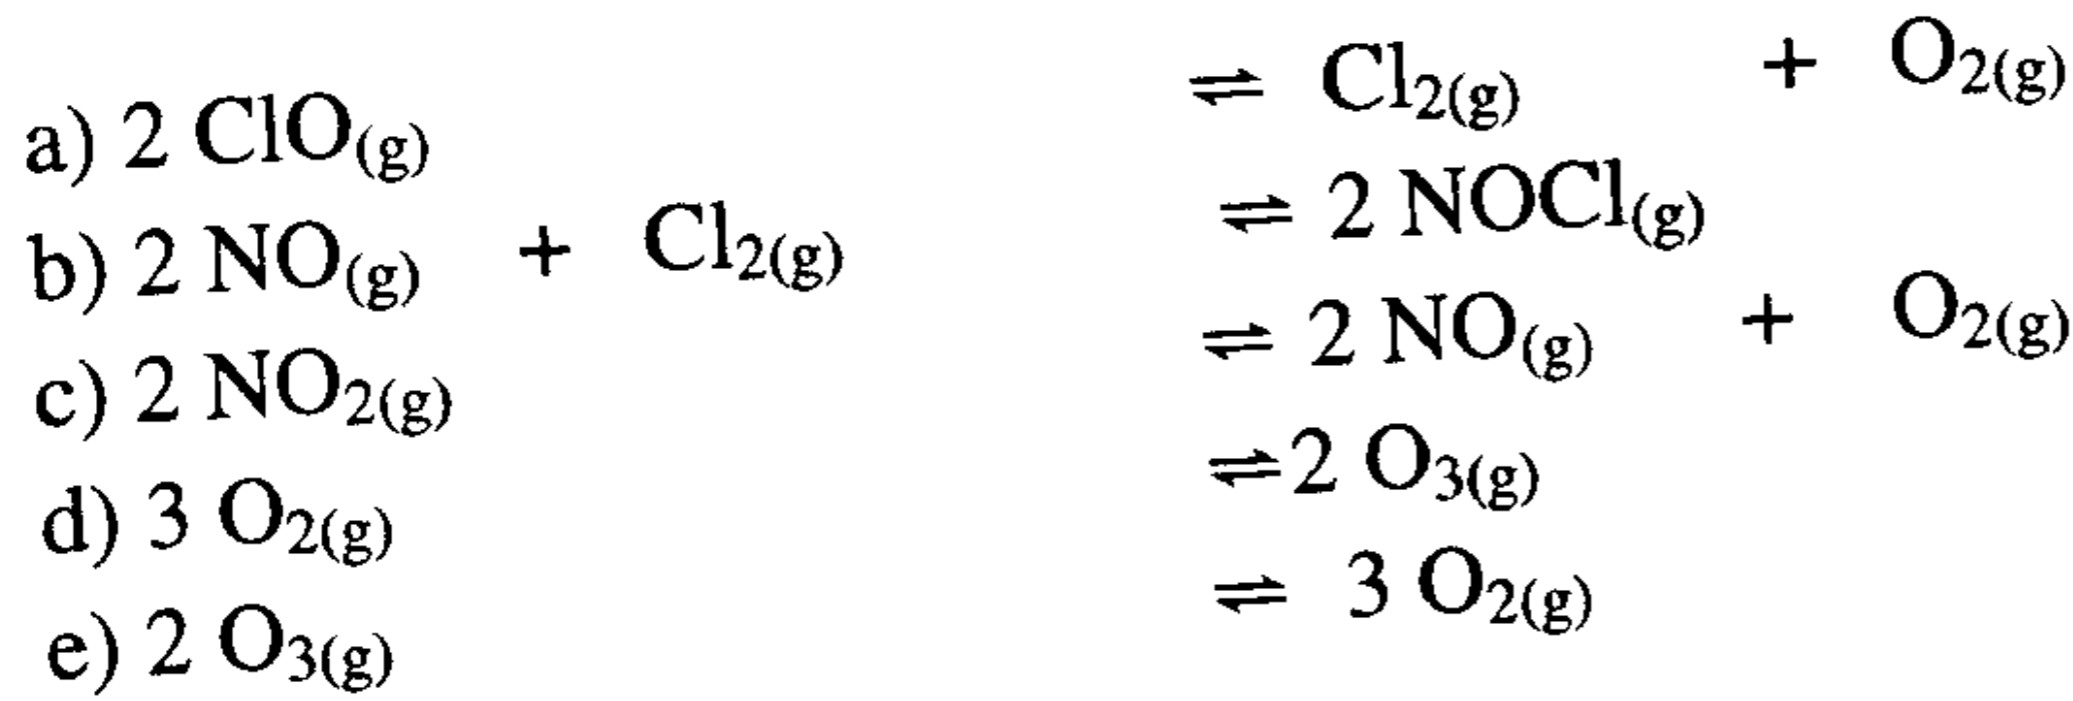 a) 2 ClO(g) ⇌ Cl2(g) + O2(g)
b) 2 NO(g) + Cl2(g) ⇌ 2 NOCl(g)
c) 2 NO2(g) ⇌ 2 NO(g) + O2(g)
d) 3 O2(g) ⇌ 2 O3(g)
e) 2 O3(g) ⇌ 3 O2(g)